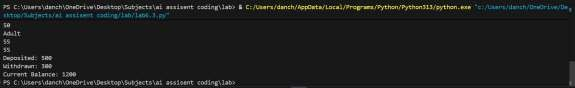 PS C:\Users\danch\OneDrive\Desktop\Subjects\ai assisent coding\lab> & C:/Users/danch/AppData/Local/Programs/Python/Python313/python.exe "c:/Users/danch/OneDrive/De
sktop/Subjects/ai assisent coding/lab/lab6.3.py"
50
Adult
55
55
Deposited: 500
Withdrawn: 300
Current Balance: 1200
PS C:\Users\danch\OneDrive\Desktop\Subjects\ai assisent coding\lab>